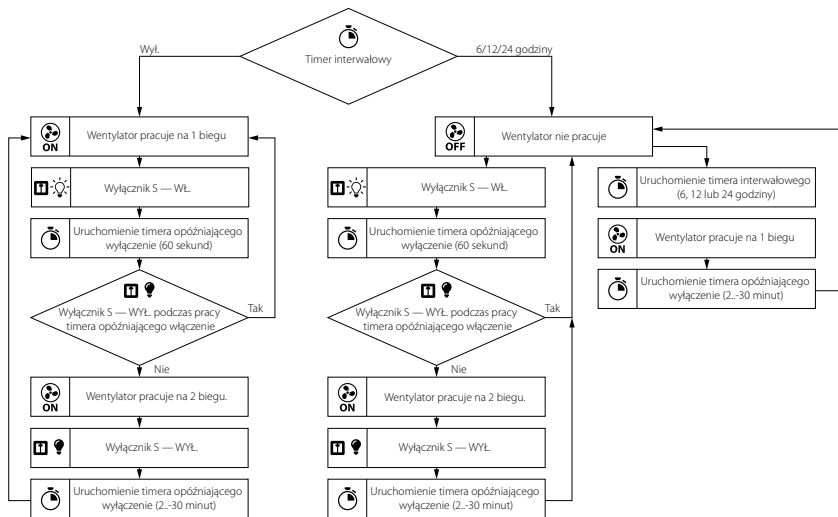 Timer interwałowy
Wył.
6/12/24 godziny
ON
Wentylator pracuje na 1 biegu
Wyłącznik S — WŁ.
Uruchomienie timera opóźniającego
wyłączenie (60 sekund)
Wyłącznik S — WYŁ. podczas pracy
timera opóźniającego włączenie
Tak
Nie
ON
Wentylator pracuje na 2 biegu.
Wyłącznik S — WYŁ.
Uruchomienie timera opóźniającego
wyłączenie (2..-30 minut)
OFF
Wentylator nie pracuje
Wyłącznik S — WŁ.
Uruchomienie timera opóźniającego
wyłączenie (60 sekund)
Wyłącznik S — WYŁ. podczas pracy
timera opóźniającego włączenie
Tak
Nie
ON
Wentylator pracuje na 2 biegu.
Wyłącznik S — WYŁ.
Uruchomienie timera opóźniającego
wyłączenie (2..-30 minut)
Uruchomienie timera interwałowego
(6, 12 lub 24 godziny)
ON
Wentylator pracuje na 1 biegu
Uruchomienie timera opóźniającego
wyłączenie (2..-30 minut)